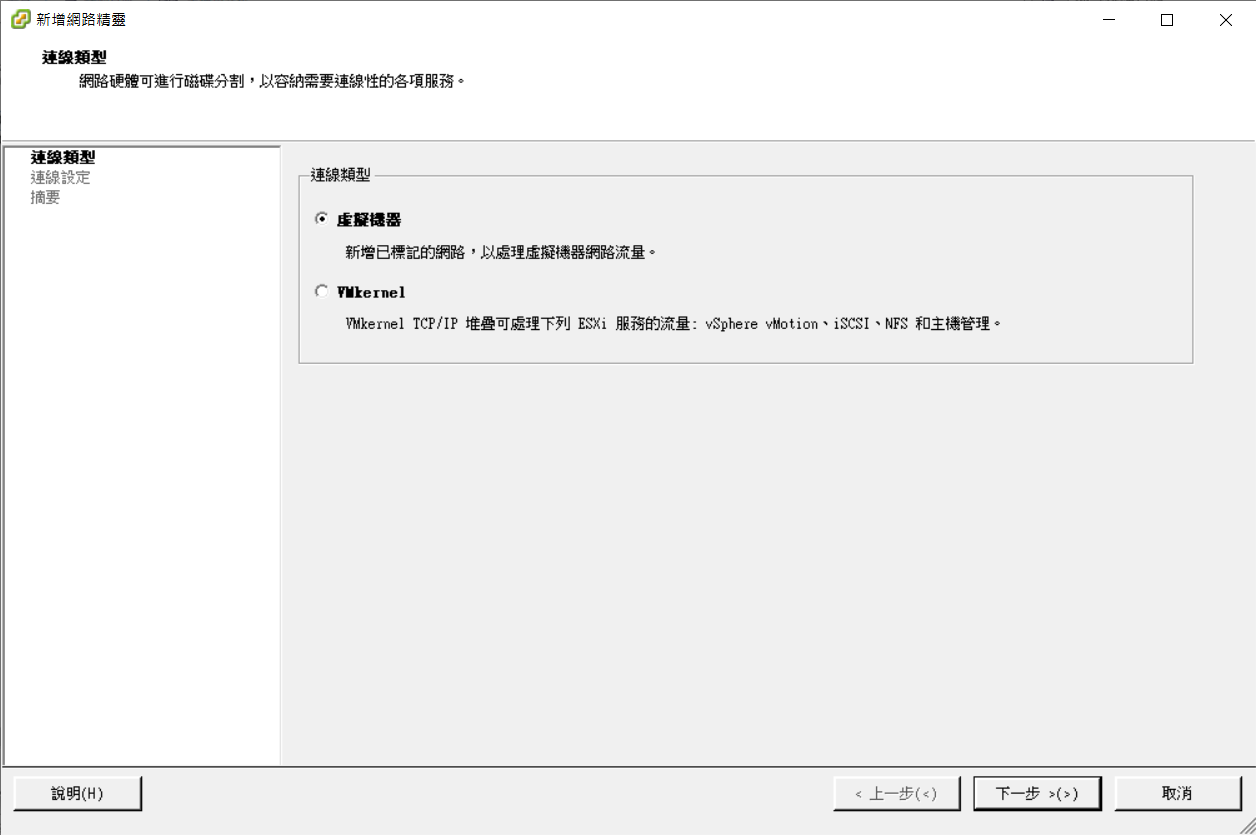 新增網路精靈
連線類型
網路硬體可進行磁碟分割，以容納需要連線性的各項服務。
連線類型
連線設定
摘要
連線類型
虛擬機器
新增已標記的網路，以處理虛擬機器網路流量。
VMkernel
VMkernel TCP/IP 堆疊可處理下列 ESXi 服務的流量: vSphere vMotion、iSCSI、NFS 和主機管理。
說明(H)
< 上一步(<)
下一步 >(>)
取消